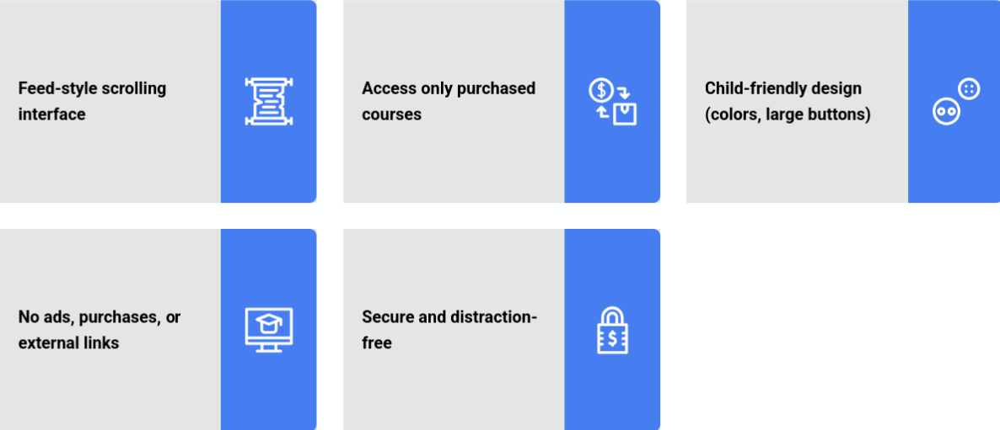 Feed-style scrolling
interface
Access only purchased
courses
Child-friendly design
(colors, large buttons)
No ads, purchases, or
external links
Secure and distraction-
free